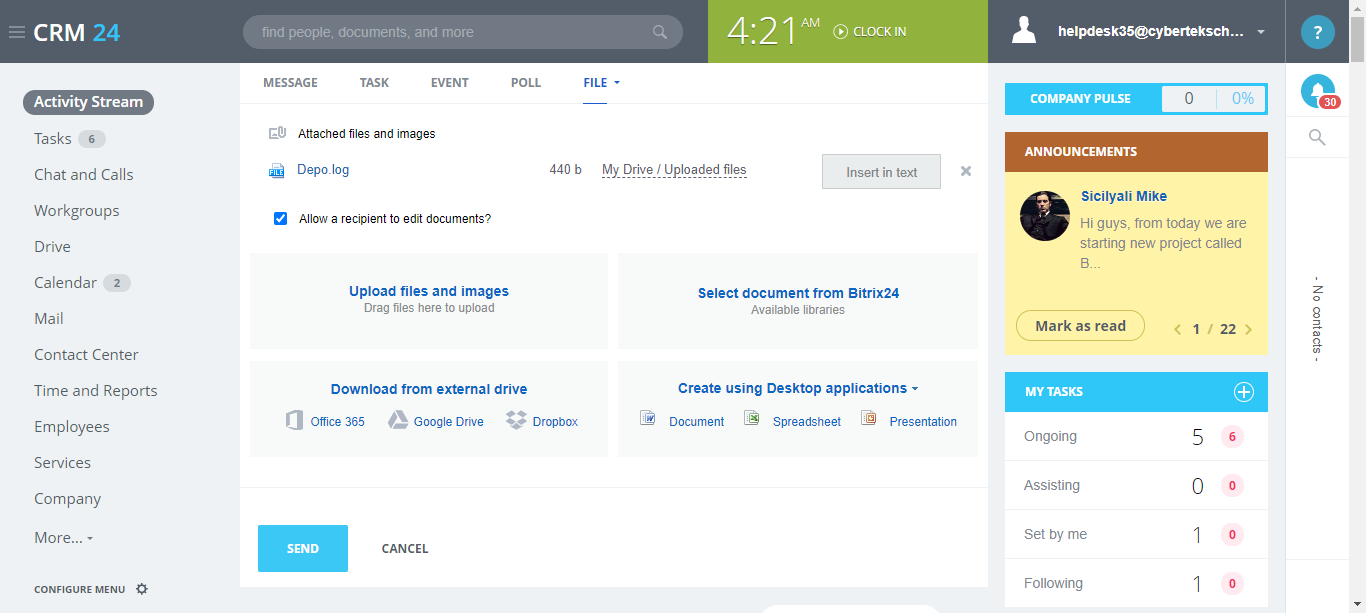 CRM 24
find people, documents, and more
4:21 AM
CLOCK IN
helpdesk35@cyberteksch...
?
Activity Stream
Tasks 6
Chat and Calls
Workgroups
Drive
Calendar 2
Mail
Contact Center
Time and Reports
Employees
Services
Company
More...
CONFIGURE MENU
MESSAGE TASK EVENT POLL FILE
Attached files and images
FILE Depo.log 440 b My Drive / Uploaded files Insert in text
Allow a recipient to edit documents?
Upload files and images
Drag files here to upload
Select document from Bitrix24
Available libraries
Download from external drive
Office 365 Google Drive Dropbox
Create using Desktop applications
Document Spreadsheet Presentation
SEND CANCEL
COMPANY PULSE 0 0%
ANNOUNCEMENTS
Sicilyali Mike
Hi guys, from today we are
starting new project called
B...
Mark as read 1 / 22
MY TASKS
Ongoing 5 6
Assisting 0 0
Set by me 1 0
Following 1 0
30
- No contacts -